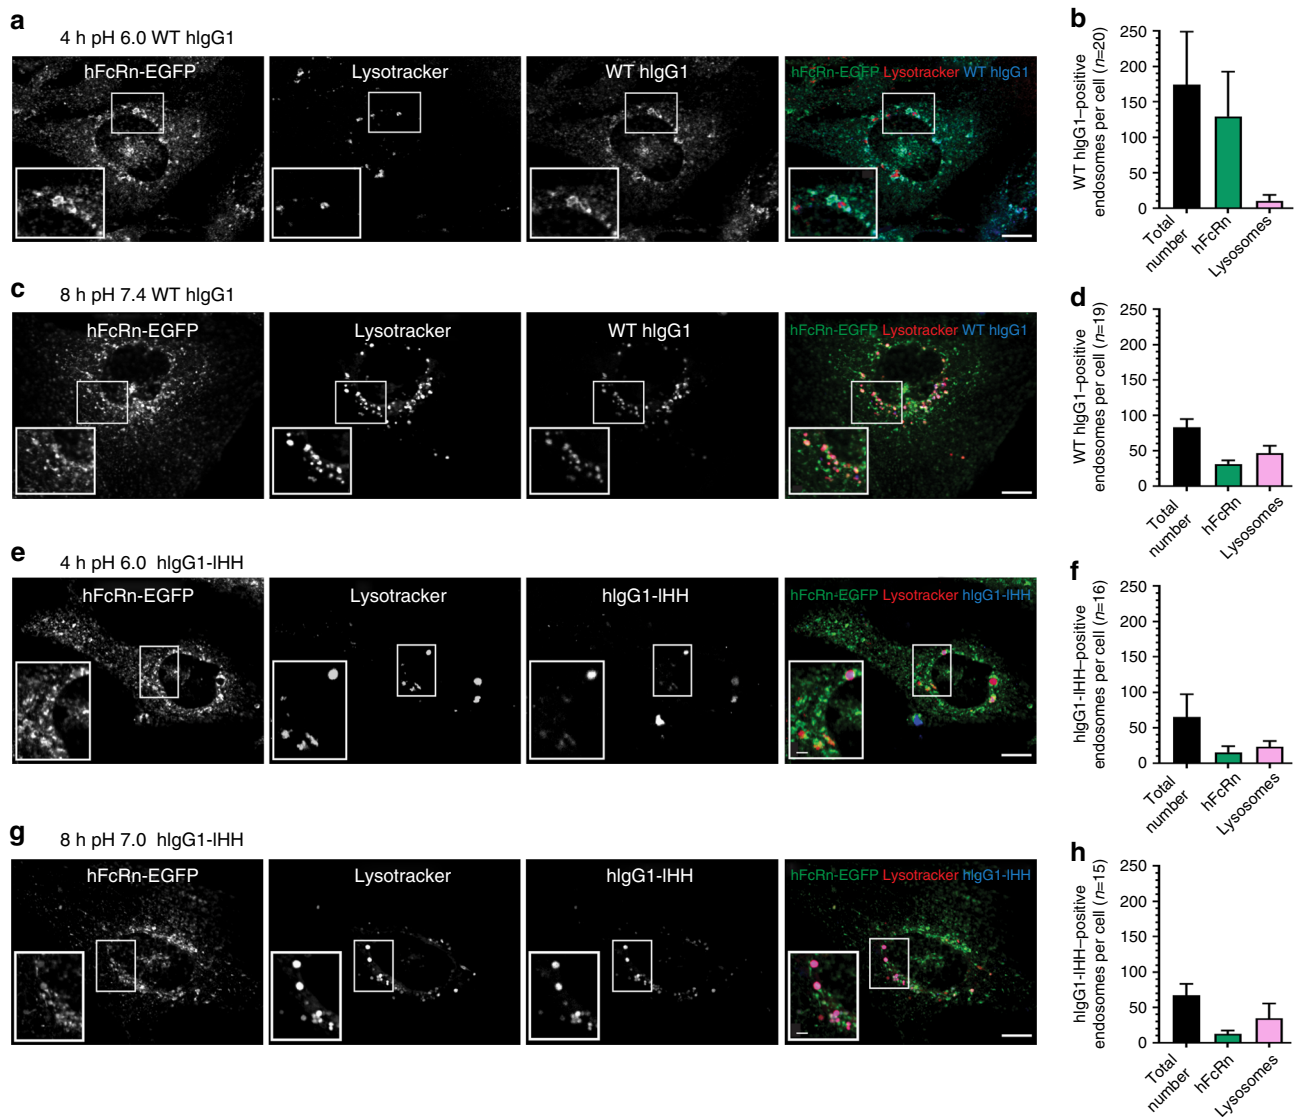 a
4 h pH 6.0 WT hIgG1
hFcRn-EGFP
Lysotracker
WT hIgG1
hFcRn-EGFP Lysotracker WT hIgG1
b
WT hIgG1–positive
endosomes per cell (n=20)
250
200
150
100
50
0
Total
number
hFcRn
Lysosomes
c
8 h pH 7.4 WT hIgG1
hFcRn-EGFP
Lysotracker
WT hIgG1
hFcRn-EGFP Lysotracker WT hIgG1
d
WT hIgG1–positive
endosomes per cell (n=19)
250
200
150
100
50
0
Total
number
hFcRn
Lysosomes
e
4 h pH 6.0 hIgG1-IHH
hFcRn-EGFP
Lysotracker
hIgG1-IHH
hFcRn-EGFP Lysotracker hIgG1-IHH
f
hIgG1-IHH–positive
endosomes per cell (n=16)
250
200
150
100
50
0
Total
number
hFcRn
Lysosomes
g
8 h pH 7.0 hIgG1-IHH
hFcRn-EGFP
Lysotracker
hIgG1-IHH
hFcRn-EGFP Lysotracker hIgG1-IHH
h
hIgG1-IHH–positive
endosomes per cell (n=15)
250
200
150
100
50
0
Total
number
hFcRn
Lysosomes